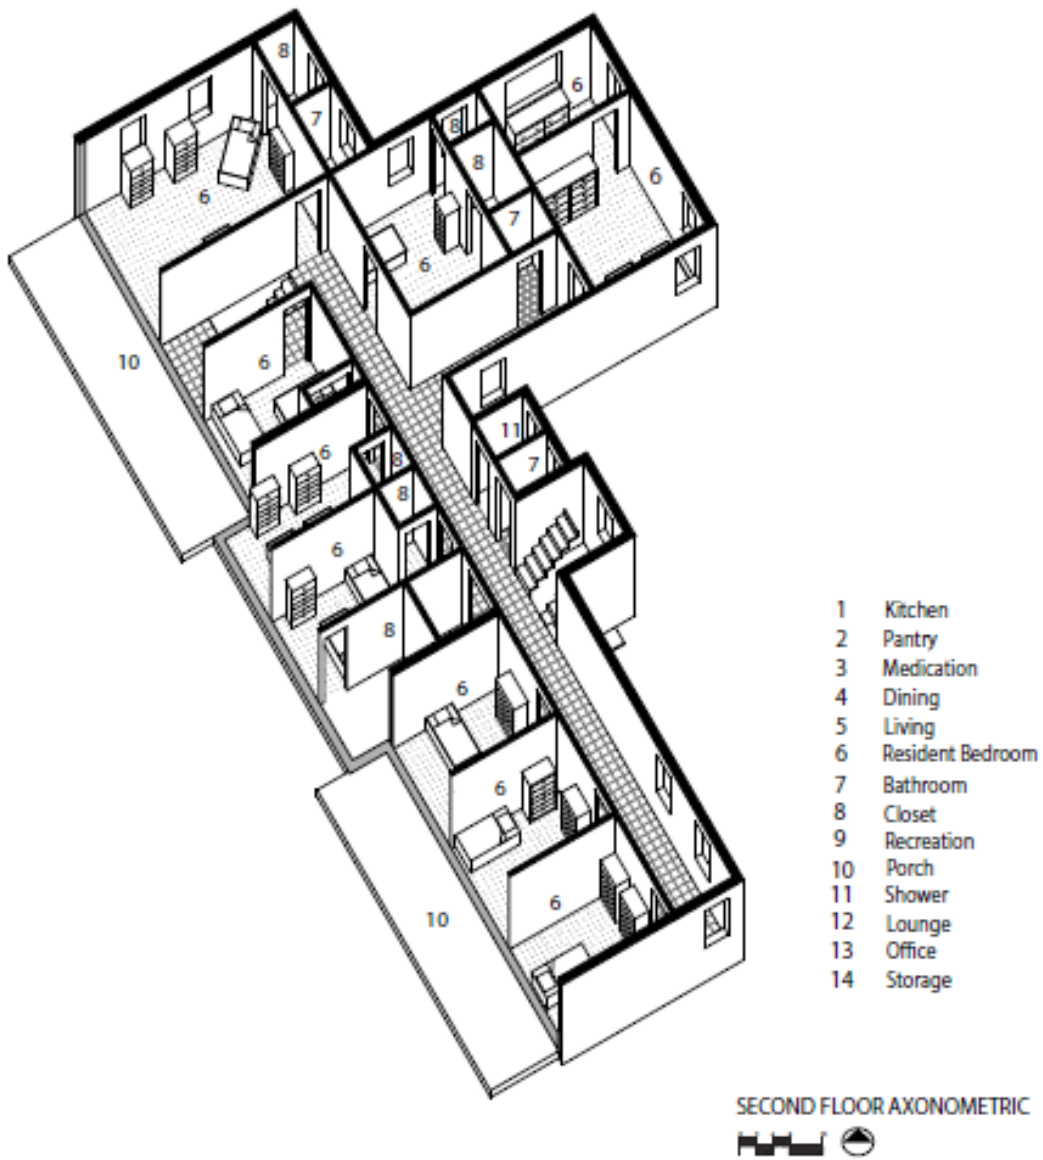 8
6
7
8
8
6
6
7
6
10
6
6
8
11
7
8
6
8
6
6
6
10
1 Kitchen
2 Pantry
3 Medication
4 Dining
5 Living
6 Resident Bedroom
7 Bathroom
8 Closet
9 Recreation
10 Porch
11 Shower
12 Lounge
13 Office
14 Storage
SECOND FLOOR AXONOMETRIC